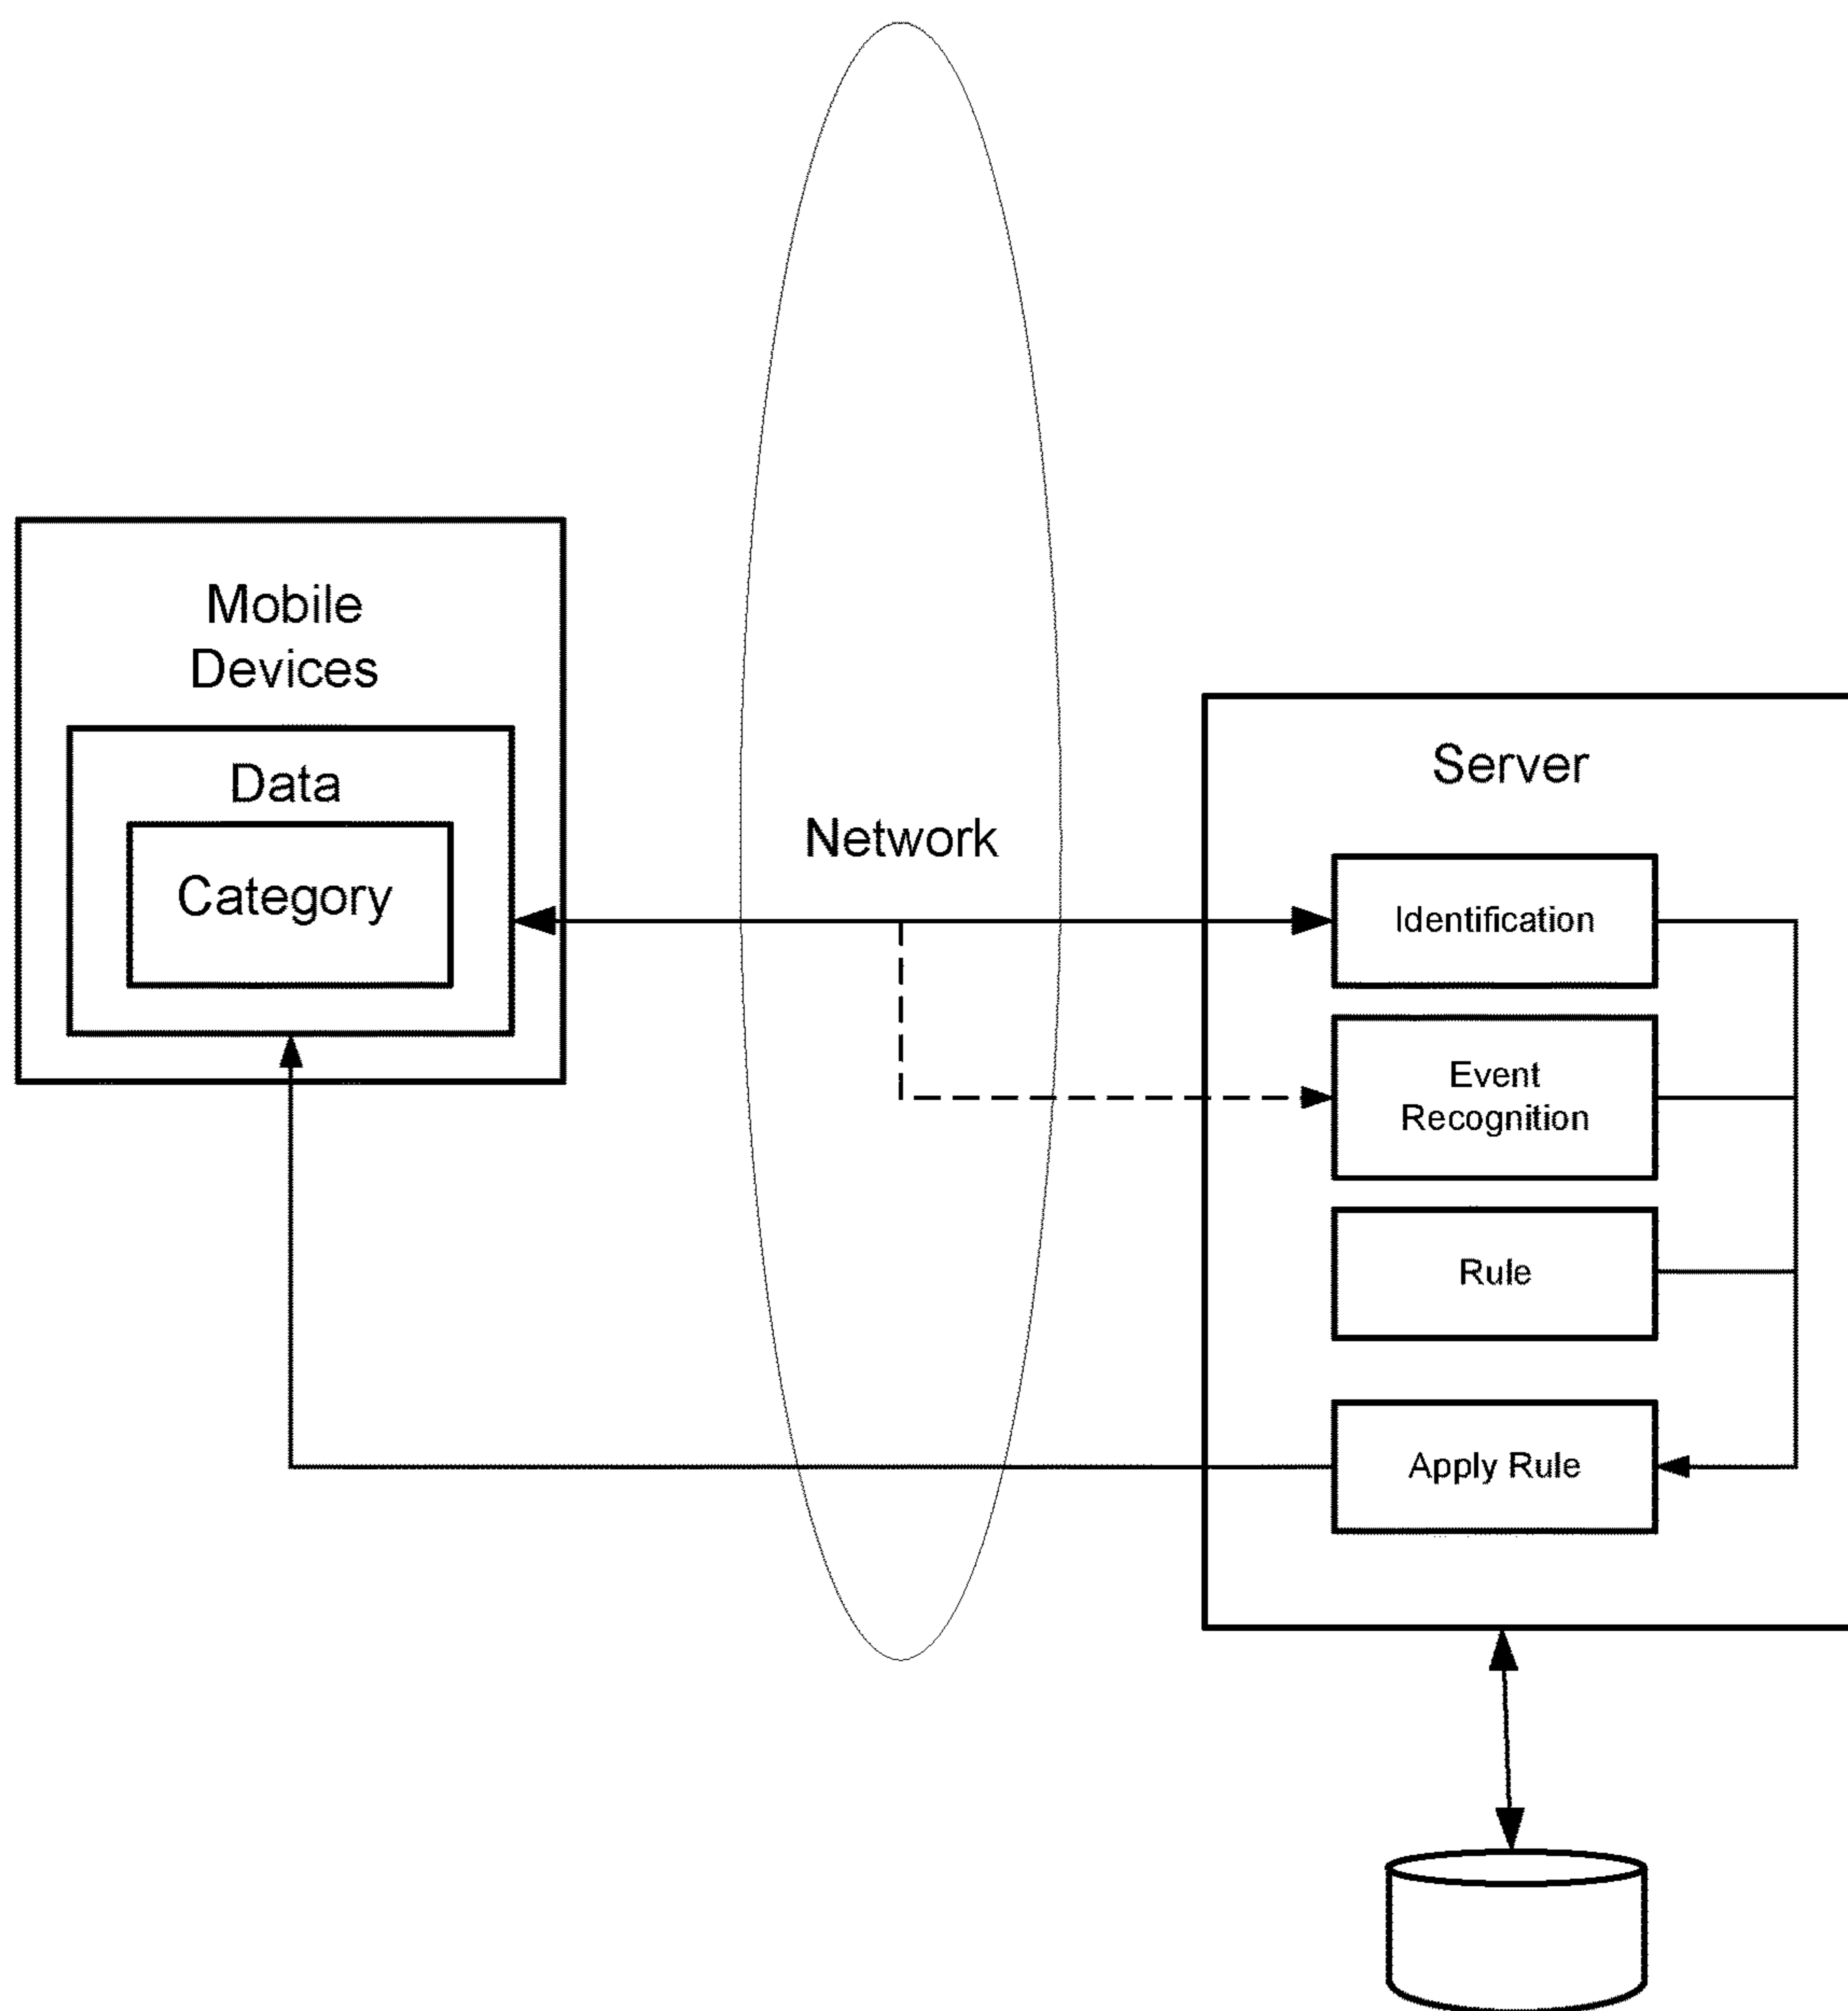 Mobile
Devices
Data
Category
Network
Server
Identification
Event
Recognition
Rule
Apply Rule